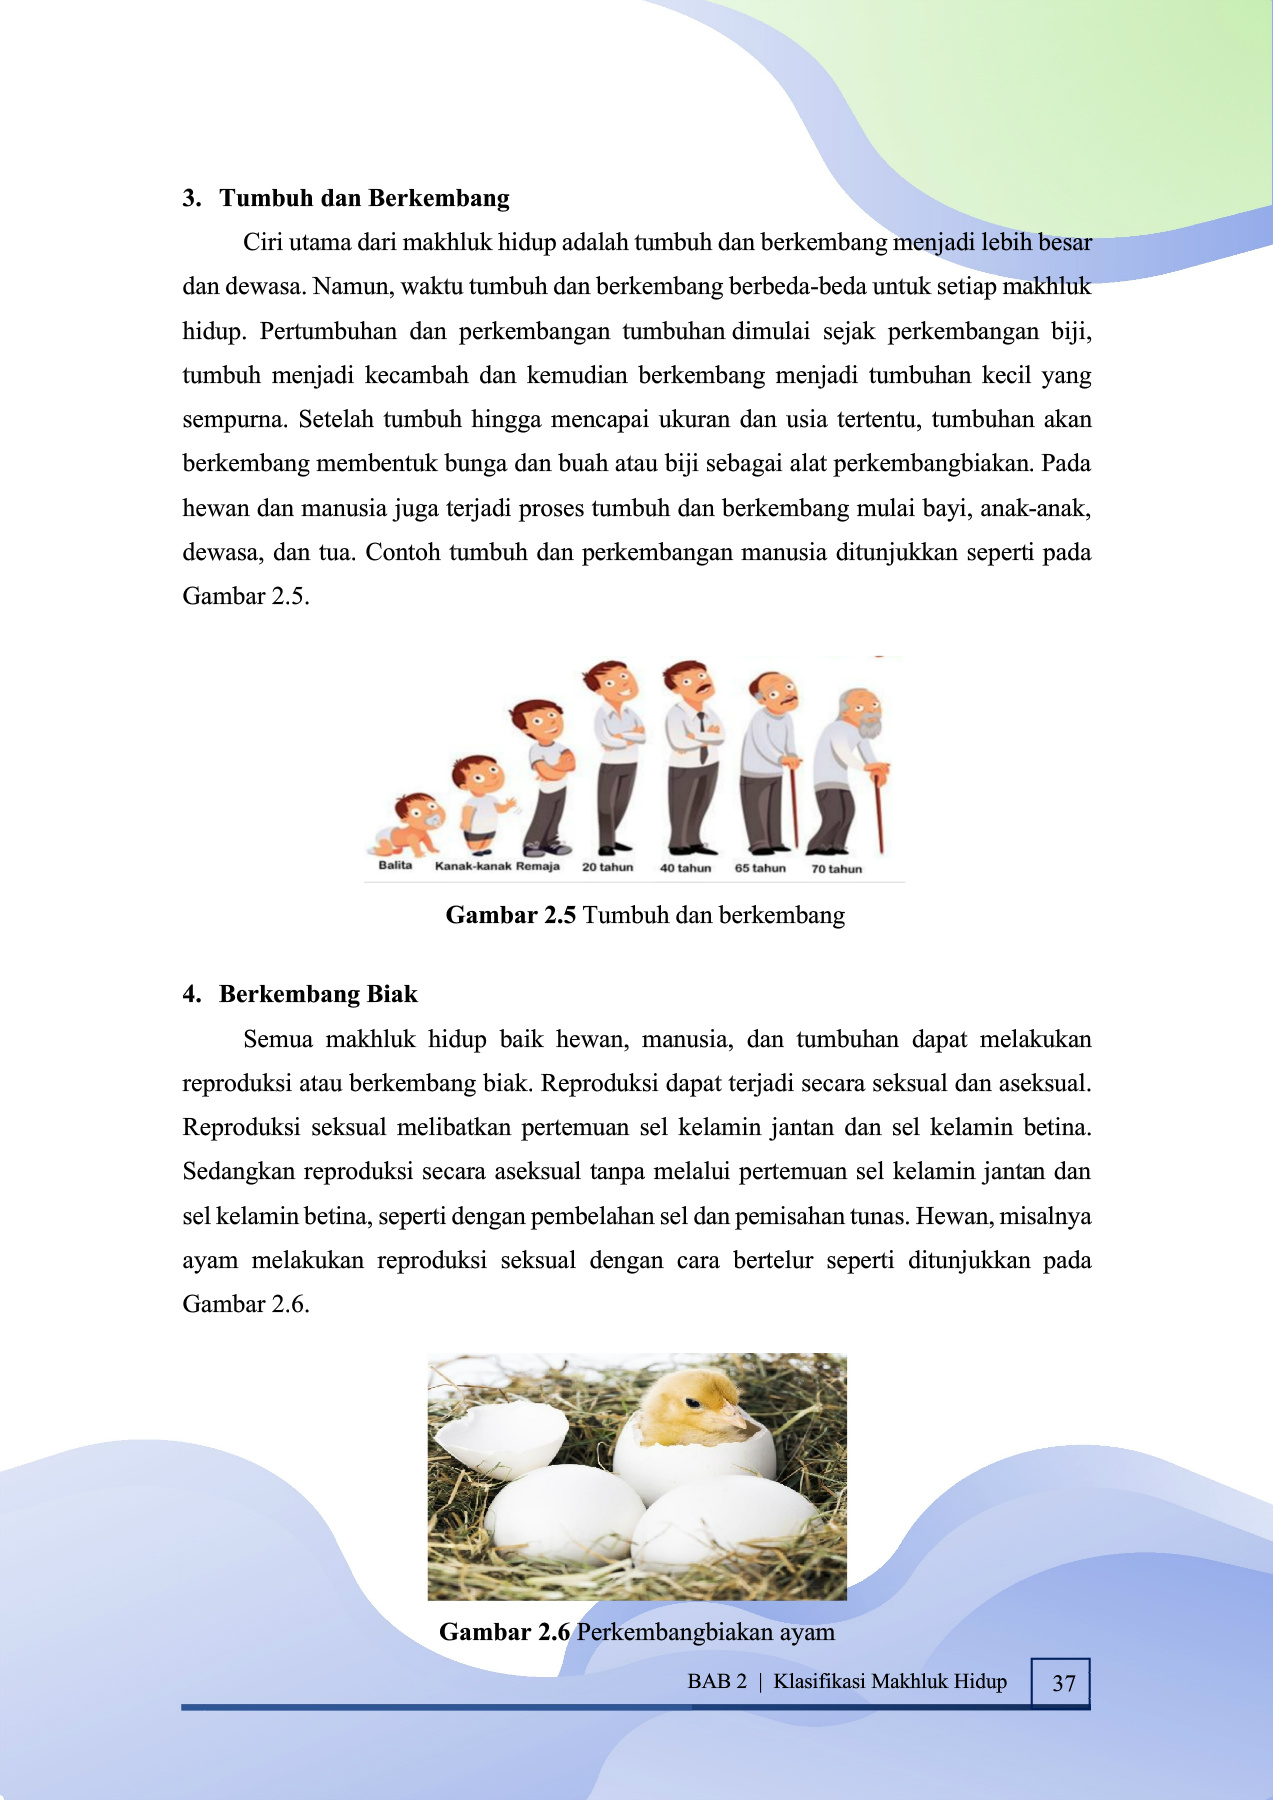 3. Tumbuh dan Berkembang
Ciri utama dari makhluk hidup adalah tumbuh dan berkembang menjadi lebih besar
dan dewasa. Namun, waktu tumbuh dan berkembang berbeda-beda untuk setiap makhluk
hidup. Pertumbuhan dan perkembangan tumbuhan dimulai sejak perkembangan biji,
tumbuh menjadi kecambah dan kemudian berkembang menjadi tumbuhan kecil yang
sempurna. Setelah tumbuh hingga mencapai ukuran dan usia tertentu, tumbuhan akan
berkembang membentuk bunga dan buah atau biji sebagai alat perkembangbiakan. Pada
hewan dan manusia juga terjadi proses tumbuh dan berkembang mulai bayi, anak-anak,
dewasa, dan tua. Contoh tumbuh dan perkembangan manusia ditunjukkan seperti pada
Gambar 2.5.
Balita Kanak-kanak Remaja 20 tahun 40 tahun 65 tahun 70 tahun
Gambar 2.5 Tumbuh dan berkembang
4. Berkembang Biak
Semua makhluk hidup baik hewan, manusia, dan tumbuhan dapat melakukan
reproduksi atau berkembang biak. Reproduksi dapat terjadi secara seksual dan aseksual.
Reproduksi seksual melibatkan pertemuan sel kelamin jantan dan sel kelamin betina.
Sedangkan reproduksi secara aseksual tanpa melalui pertemuan sel kelamin jantan dan
sel kelamin betina, seperti dengan pembelahan sel dan pemisahan tunas. Hewan, misalnya
ayam melakukan reproduksi seksual dengan cara bertelur seperti ditunjukkan pada
Gambar 2.6.
Gambar 2.6 Perkembangbiakan ayam
BAB 2 | Klasifikasi Makhluk Hidup 37